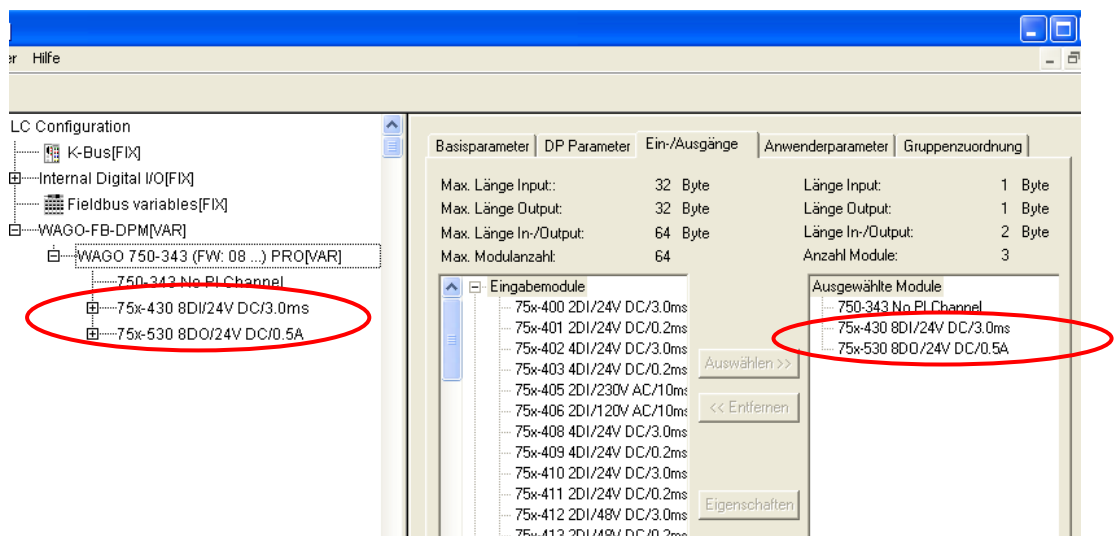 er Hilfe
LC Configuration
K-Bus[FIX]
Internal Digital I/O[FIX]
Fieldbus variables[FIX]
WAGO-FB-DPM[VAR]
WAGO 750-343 (FW: 08 ...) PRO[VAR]
750-343 No PI Channel
75x-430 8DI/24V DC/3.0ms
75x-530 8DO/24V DC/0.5A
Basisparameter DP Parameter Ein-/Ausgänge Anwenderparameter Gruppenzuordnung
Max. Länge Input:: 32 Byte Länge Input: 1 Byte
Max. Länge Output: 32 Byte Länge Output: 1 Byte
Max. Länge In-/Output: 64 Byte Länge In-/Output: 2 Byte
Max. Modulanzahl: 64 Anzahl Module: 3
Eingabemodule
75x-400 2DI/24V DC/3.0ms
75x-401 2DI/24V DC/0.2ms
75x-402 4DI/24V DC/3.0ms
75x-403 4DI/24V DC/0.2ms
75x-405 2DI/230V AC/10ms
75x-406 2DI/120V AC/10ms
75x-408 4DI/24V DC/3.0ms
75x-409 4DI/24V DC/0.2ms
75x-410 2DI/24V DC/3.0ms
75x-411 2DI/24V DC/0.2ms
75x-412 2DI/48V DC/3.0ms
75x-413 2DI/48V DC/0.2ms
Auswählen >>
<< Entfernen
Eigenschaften
Ausgewählte Module
750-343 No PI Channel
75x-430 8DI/24V DC/3.0ms
75x-530 8DO/24V DC/0.5A